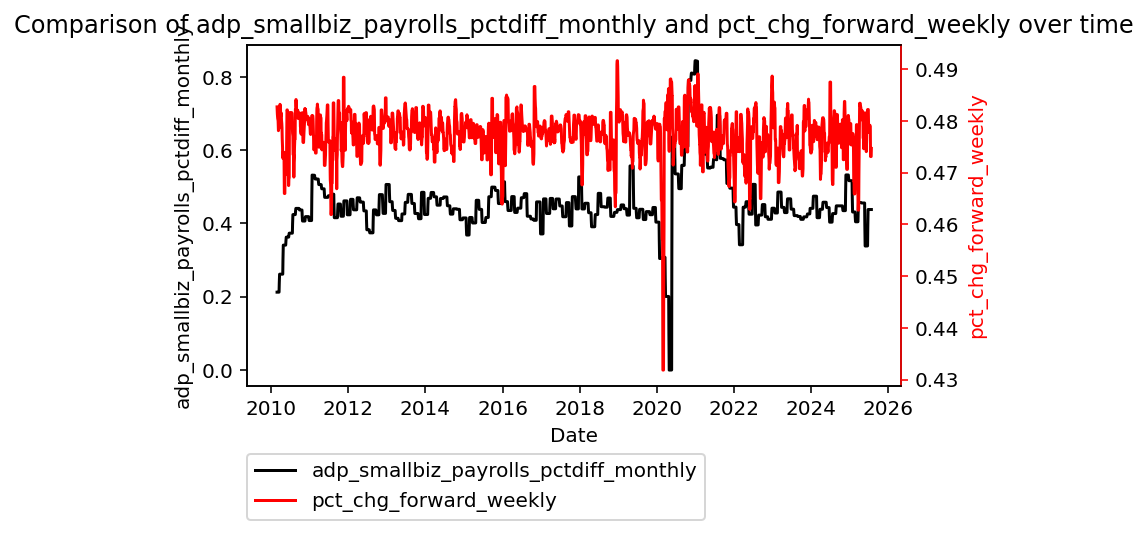 Comparison of adp_smallbiz_payrolls_pctdiff_monthly and pct_chg_forward_weekly over time
adp_smallbiz_payrolls_pctdiff_monthly
0.8
0.6
0.4
0.2
0.0
0.49
0.48
0.47
0.46
0.45
0.44
0.43
pct_chg_forward_weekly
2010 2012 2014 2016 2018 2020 2022 2024 2026
Date
adp_smallbiz_payrolls_pctdiff_monthly
pct_chg_forward_weekly